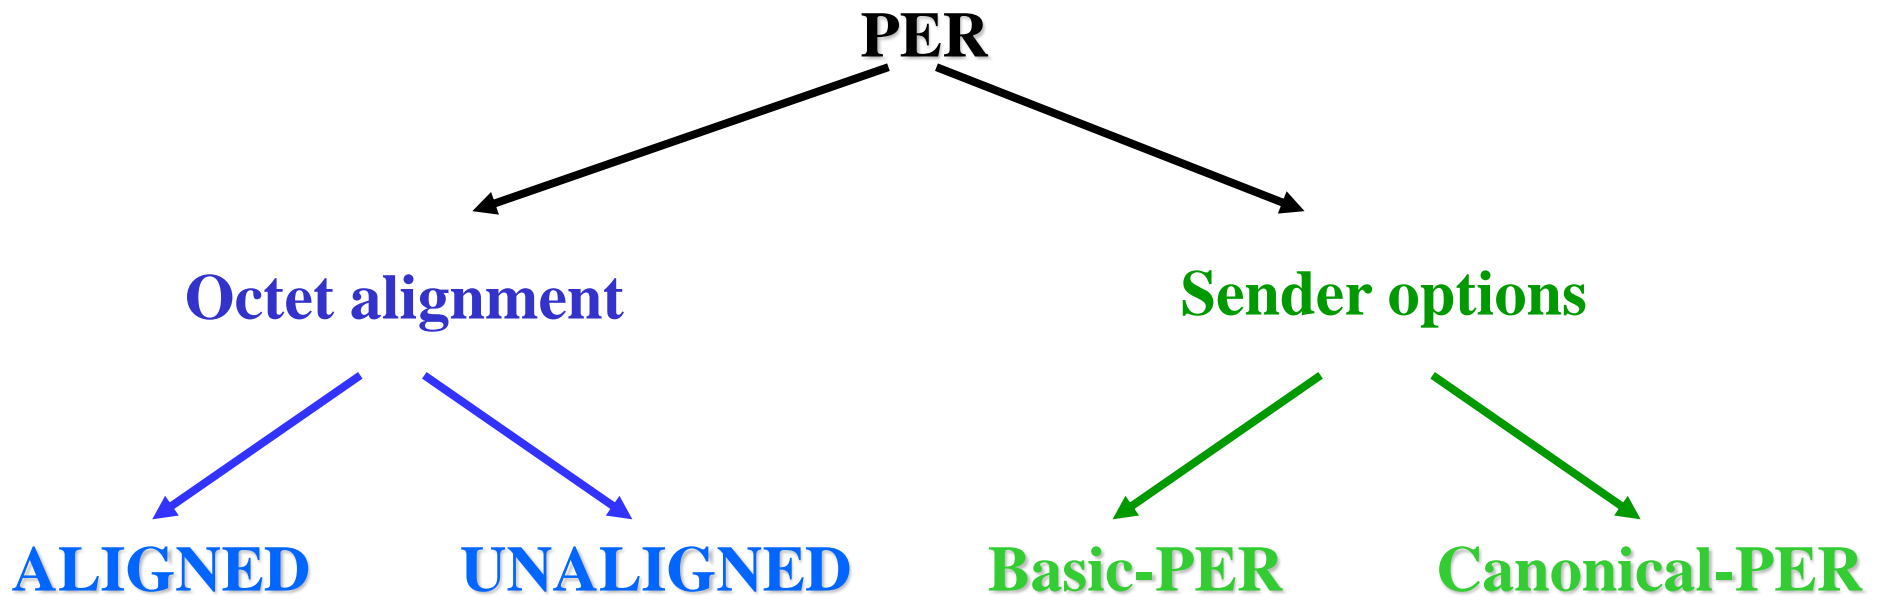 PER
Octet alignment
Sender options
ALIGNED
UNALIGNED
Basic-PER
Canonical-PER